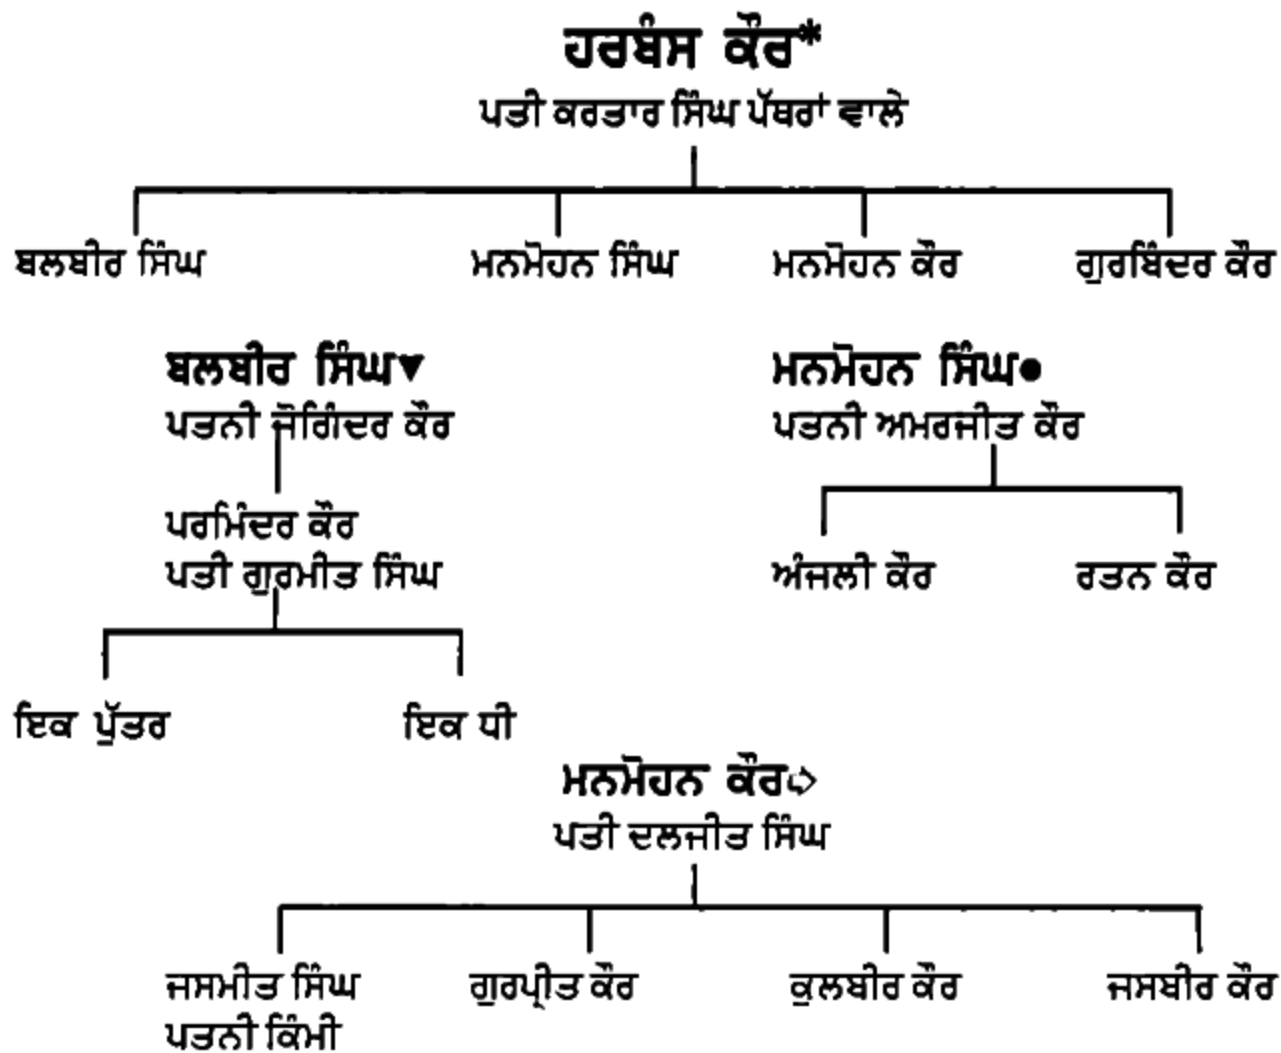 ਹਰਬੰਸ ਕੌਰ*
ਪਤੀ ਕਰਤਾਰ ਸਿੰਘ ਪੱਥਰਾਂ ਵਾਲੇ
ਬਲਬੀਰ ਸਿੰਘ ਮਨਮੋਹਨ ਸਿੰਘ ਮਨਮੋਹਨ ਕੌਰ ਗੁਰਬਿੰਦਰ ਕੌਰ
ਬਲਬੀਰ ਸਿੰਘ▼ ਮਨਮੋਹਨ ਸਿੰਘ●
ਪਤਨੀ ਜੋਗਿੰਦਰ ਕੌਰ ਪਤਨੀ ਅਮਰਜੀਤ ਕੌਰ
ਪਰਮਿੰਦਰ ਕੌਰ
ਪਤੀ ਗੁਰਮੀਤ ਸਿੰਘ ਅੰਜਲੀ ਕੌਰ ਰਤਨ ਕੌਰ
ਇਕ ਪੁੱਤਰ ਇਕ ਧੀ
ਮਨਮੋਹਨ ਕੌਰ➪
ਪਤੀ ਦਲਜੀਤ ਸਿੰਘ
ਜਸਮੀਤ ਸਿੰਘ ਗੁਰਪ੍ਰੀਤ ਕੌਰ ਕੁਲਬੀਰ ਕੌਰ ਜਸਬੀਰ ਕੌਰ
ਪਤਨੀ ਕਿੰਮੀ